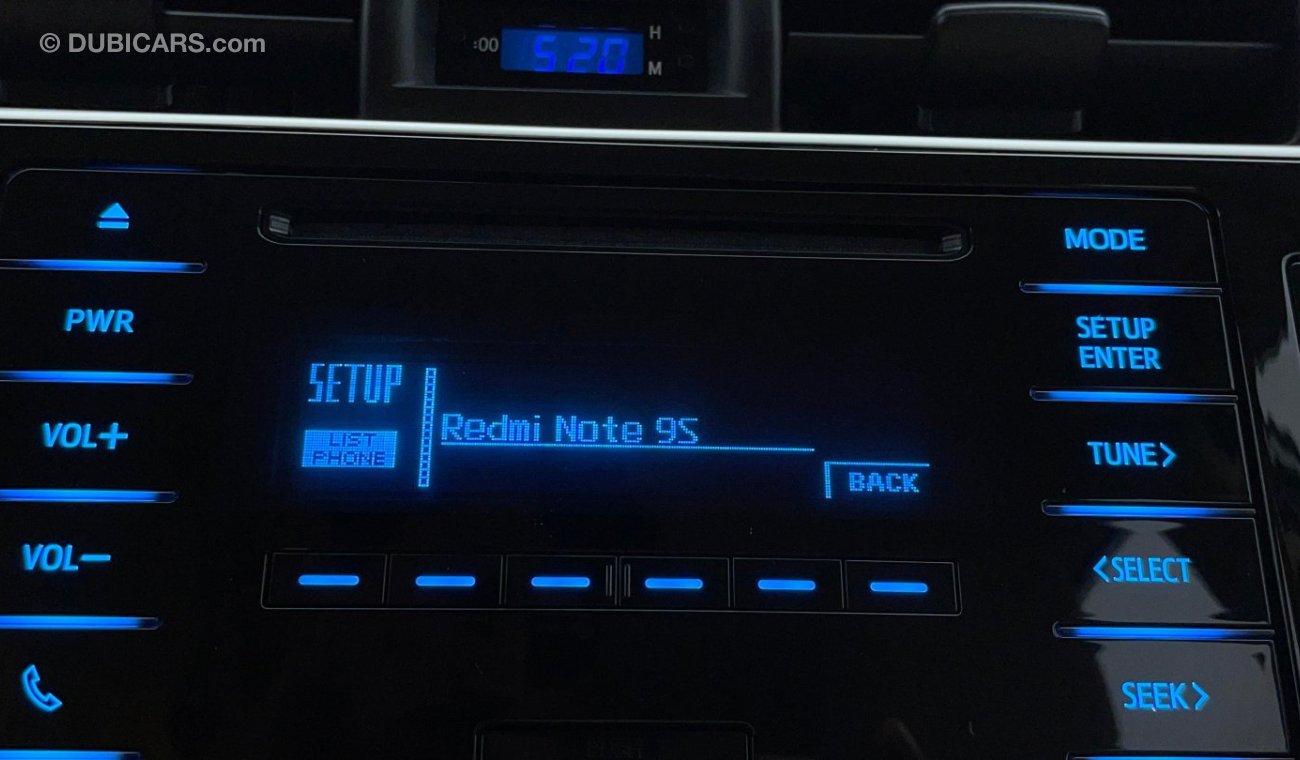 © DUBICARS.com
:00 5:20 H
M
MODE
PWR
SETUP
ENTER
SETUP
LIST
PHONE
Redmi Note 9S
BACK
VOL+
TUNE>
VOL−
<SELECT
SEEK>